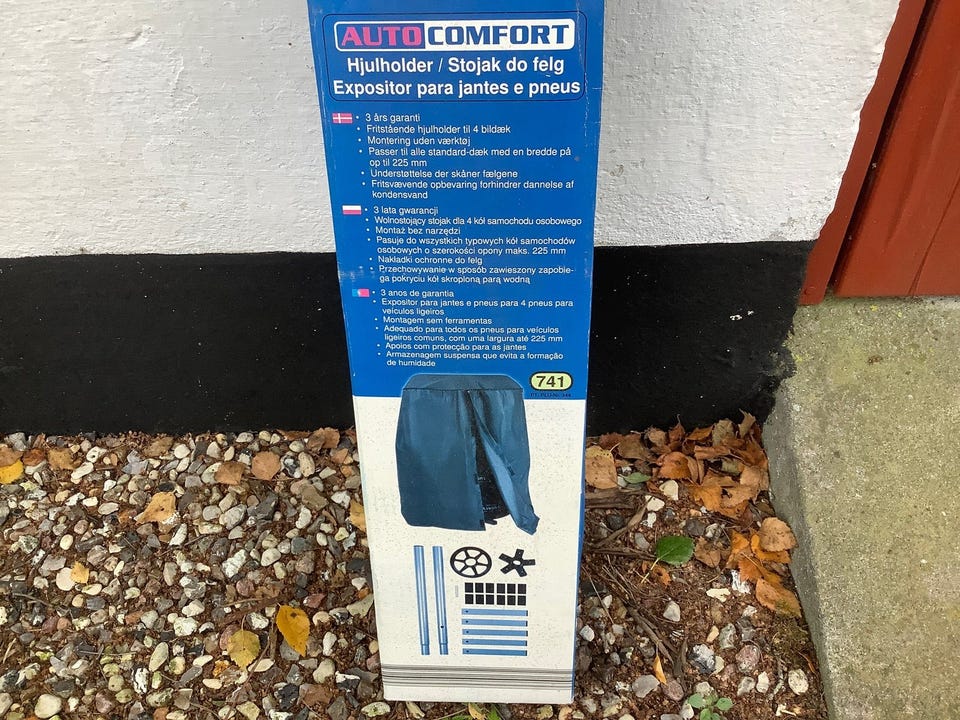 AUTOCOMFORT
Hjulholder / Stojak do felg
Expositor para jantes e pneus
• 3 års garanti
• Fritstående hjulholder til 4 bildæk
• Montering uden værktøj
• Passer til alle standard-dæk med en bredde på
op til 225 mm
• Understøttelse der skåner fælgene
• Fritsvævende opbevaring forhindrer dannelse af
kondensvand
• 3 lata gwarancji
• Wolnostojący stojak dla 4 kół samochodu osobowego
• Montaż bez narzędzi
• Pasuje do wszystkich typowych kół samochodów
osobowych o szerokości opony maks. 225 mm
• Nakładki ochronne do felg
• Przechowywanie w sposób zawieszony zapobie-
ga pokryciu kół skroploną parą wodną
• 3 anos de garantia
• Expositor para jantes e pneus para 4 pneus para
veículos ligeiros
• Montagem sem ferramentas
• Adequado para todos os pneus para veículos
ligeiros comuns, com uma largura até 225 mm
• Apoios com protecção para as jantes
• Armazenagem suspensa que evita a formação
de humidade
741